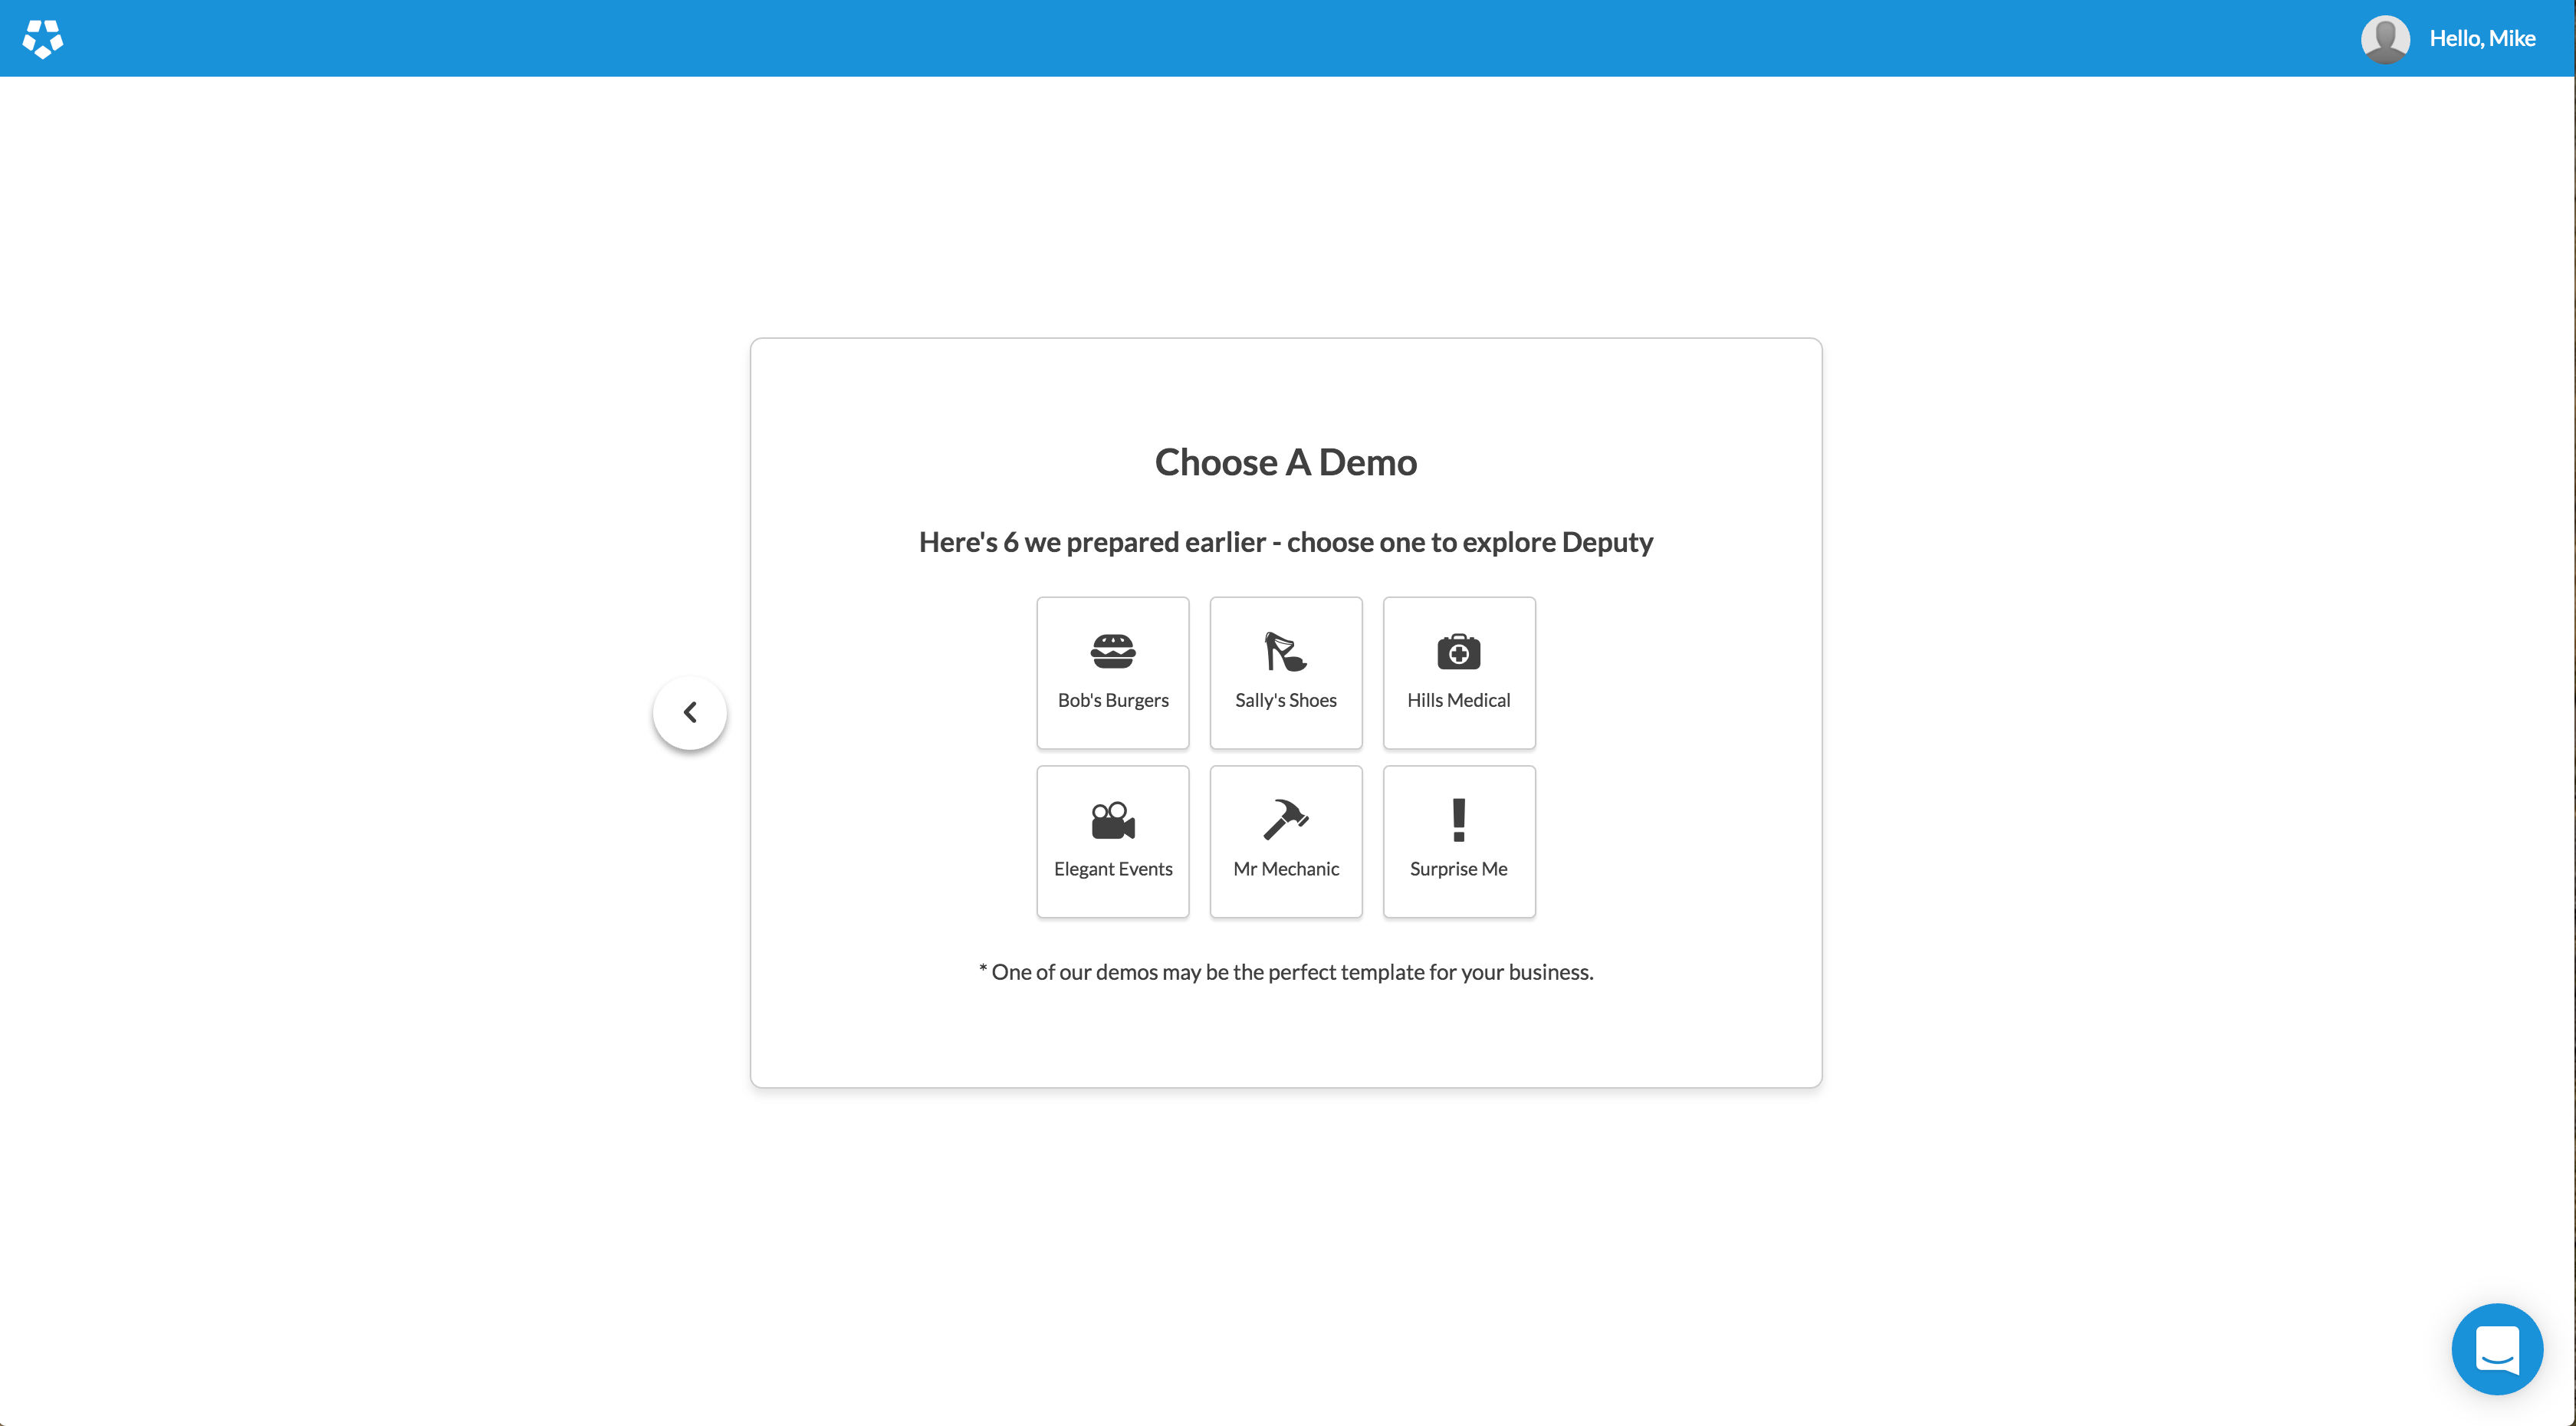 Hello, Mike
Choose A Demo
Here's 6 we prepared earlier - choose one to explore Deputy
Bob's Burgers
Sally's Shoes
Hills Medical
Elegant Events
Mr Mechanic
Surprise Me
* One of our demos may be the perfect template for your business.